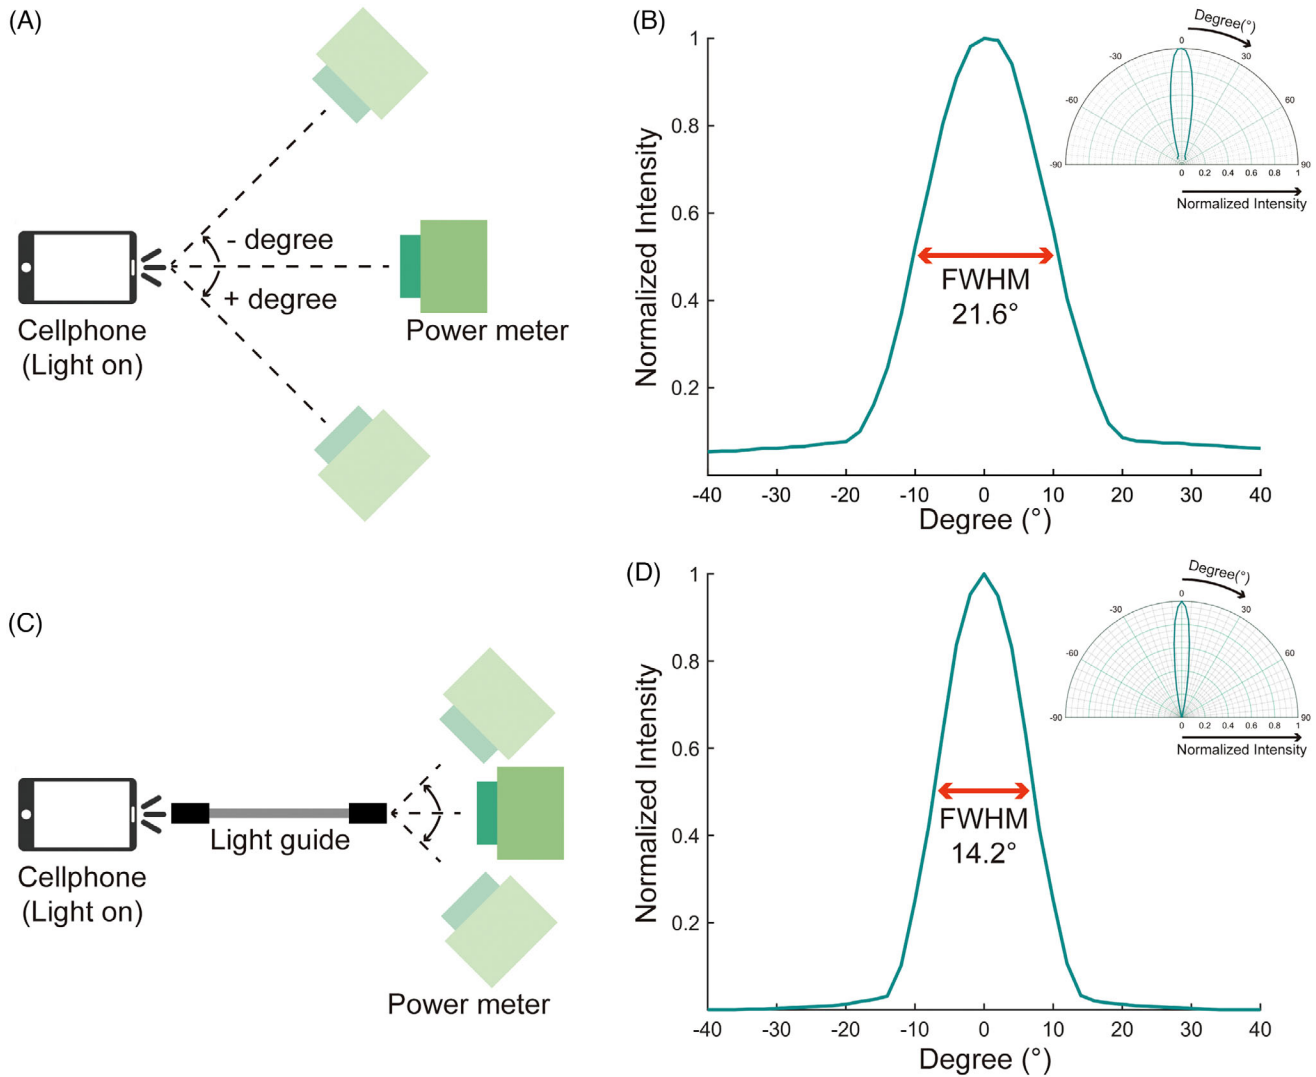 (A)
- degree
+ degree
Cellphone
(Light on)
Power meter
(B)
Normalized Intensity
1
0.8
0.6
0.4
0.2
FWHM
21.6°
-40 -30 -20 -10 0 10 20 30 40
Degree (°)
Degree(°)
0
-30 30
-60 60
-90 90
0 0.2 0.4 0.6 0.8 1
Normalized Intensity
(C)
Light guide
Cellphone
(Light on)
Power meter
(D)
Normalized Intensity
1
0.8
0.6
0.4
0.2
FWHM
14.2°
-40 -30 -20 -10 0 10 20 30 40
Degree (°)
Degree(°)
0
-30 30
-60 60
-90 90
0 0.2 0.4 0.6 0.8 1
Normalized Intensity